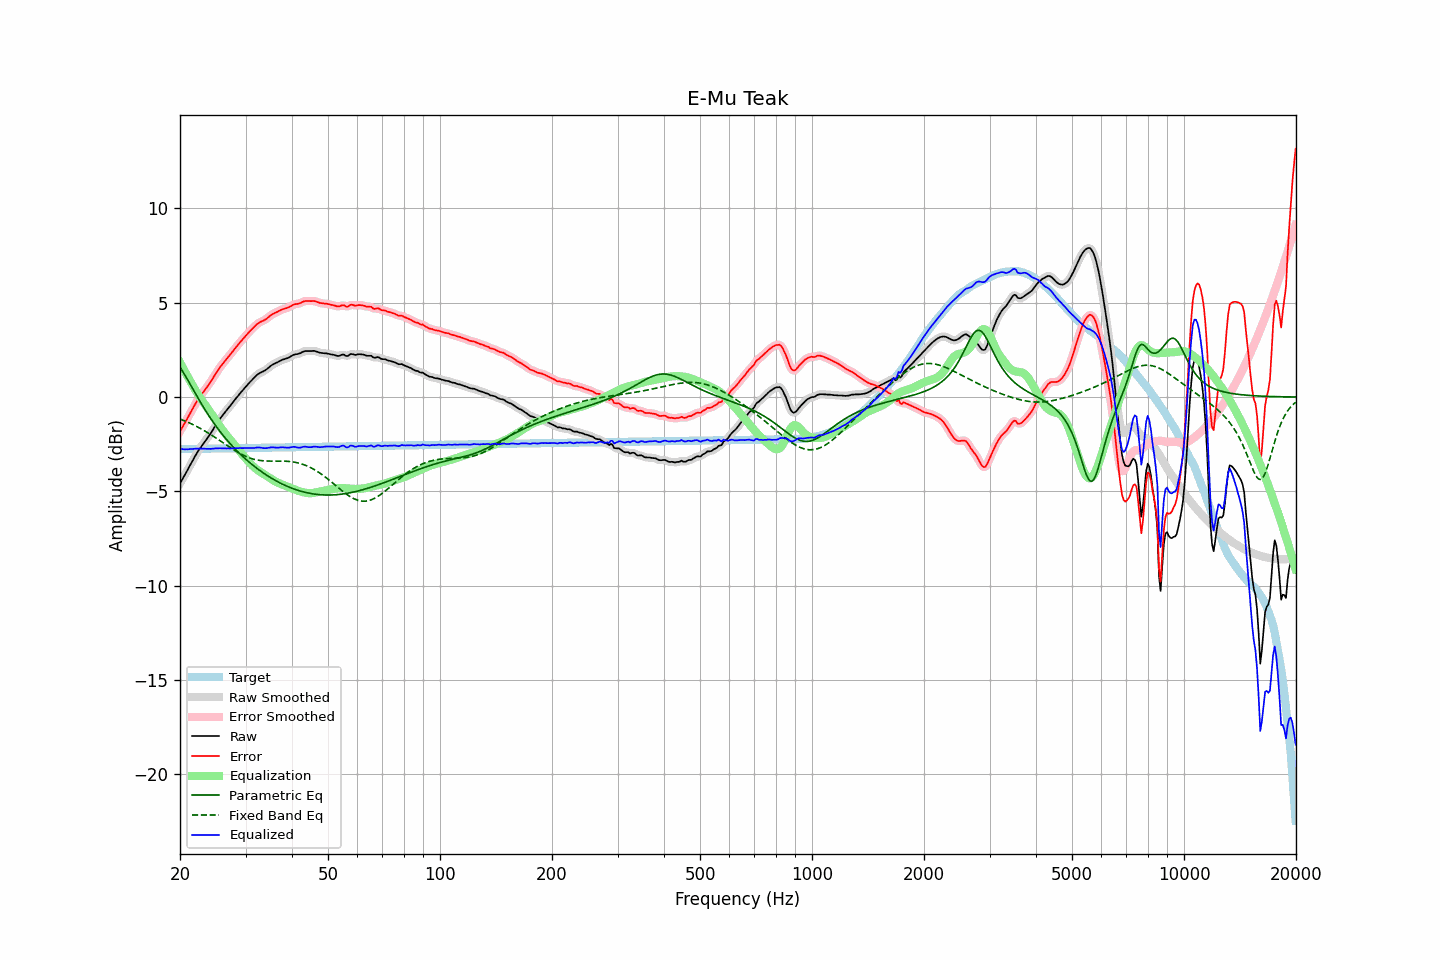 E-Mu Teak
Amplitude (dBr)
10
5
0
−5
−10
−15
−20
Target
Raw Smoothed
Error Smoothed
Raw
Error
Equalization
Parametric Eq
Fixed Band Eq
Equalized
20 50 100 200 500 1000 2000 5000 10000 20000
Frequency (Hz)